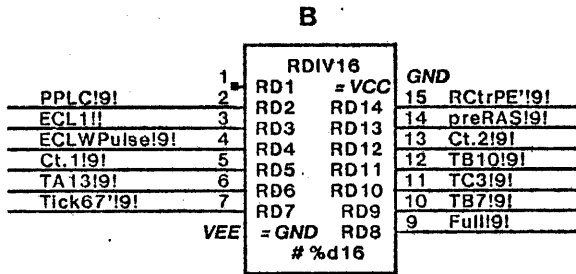 B
RDIV16
1 RD1 =VCC GND
PPLC!9! 2 RD2 RD14 15 RCtrPE'!9!
ECL1!! 3 RD3 RD13 14 preRAS!9!
ECLWPulse!9! 4 RD4 RD12 13 Ct.2!9!
Ct.1!9! 5 RD5 RD11 12 TB10!9!
TA13!9! 6 RD6 RD10 11 TC3!9!
Tick67'!9! 7 RD7 RD9 10 TB7!9!
VEE =GND RD8 9 Full!9!
# %d16